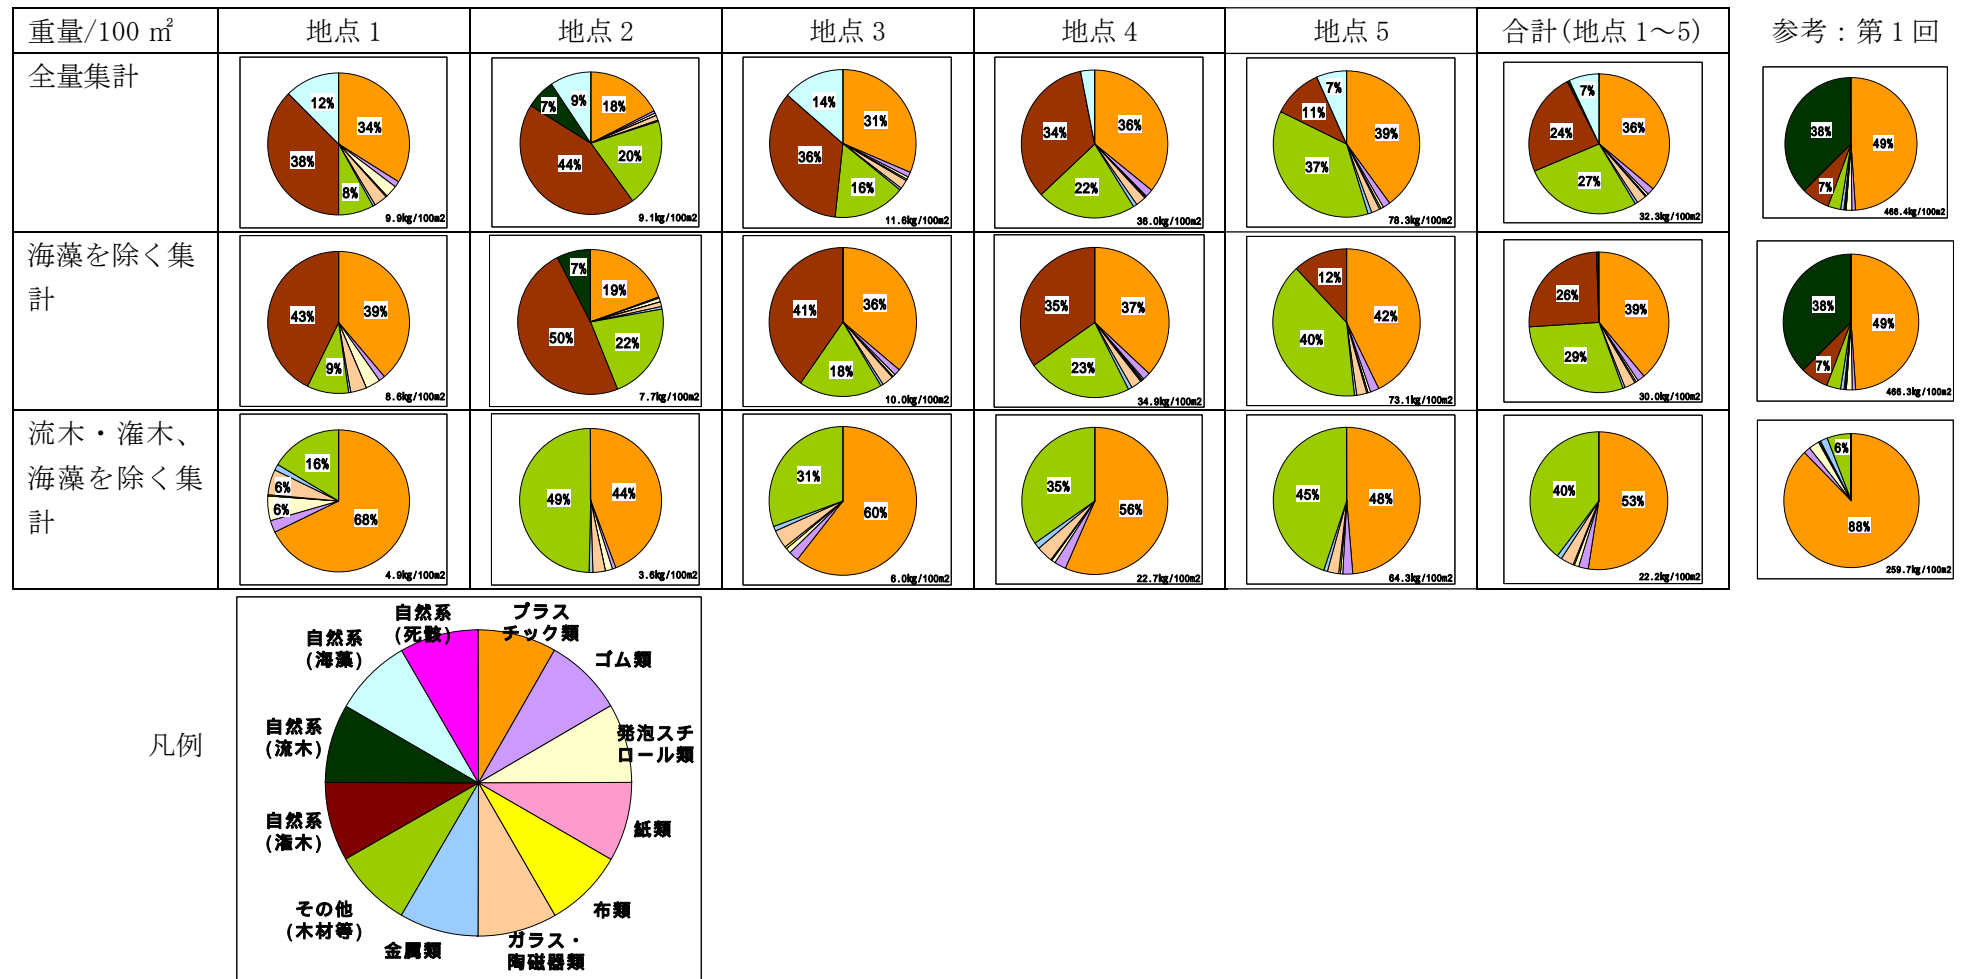 重量/100 ㎡ 地点 1 地点 2 地点 3 地点 4 地点 5 合計(地点 1～5) 参考：第 1 回
全量集計
12% 34% 38% 8% 9.9kg/100m2
7% 9% 18% 20% 44% 9.1kg/100m2
14% 31% 36% 16% 11.6kg/100m2
34% 36% 22% 36.0kg/100m2
7% 11% 39% 37% 78.3kg/100m2
7% 24% 36% 27% 32.3kg/100m2
38% 49% 7% 466.4kg/100m2
海藻を除く集
計
43% 39% 9% 8.6kg/100m2
7% 19% 50% 22% 7.7kg/100m2
41% 36% 18% 10.0kg/100m2
35% 37% 23% 34.9kg/100m2
12% 42% 40% 73.1kg/100m2
26% 39% 29% 30.0kg/100m2
38% 49% 7% 466.3kg/100m2
流木・潅木、
海藻を除く集
計
16% 6% 6% 68% 4.9kg/100m2
49% 44% 3.6kg/100m2
31% 60% 6.0kg/100m2
35% 56% 22.7kg/100m2
45% 48% 64.3kg/100m2
40% 53% 22.2kg/100m2
6% 88% 259.7kg/100m2
凡例
自然系
(死骸)
プラス
チック類
自然系
(海藻)
ゴム類
自然系
(流木)
発泡スチ
ロール類
自然系
(潅木)
紙類
その他
(木材等)
布類
金属類
ガラス・
陶磁器類